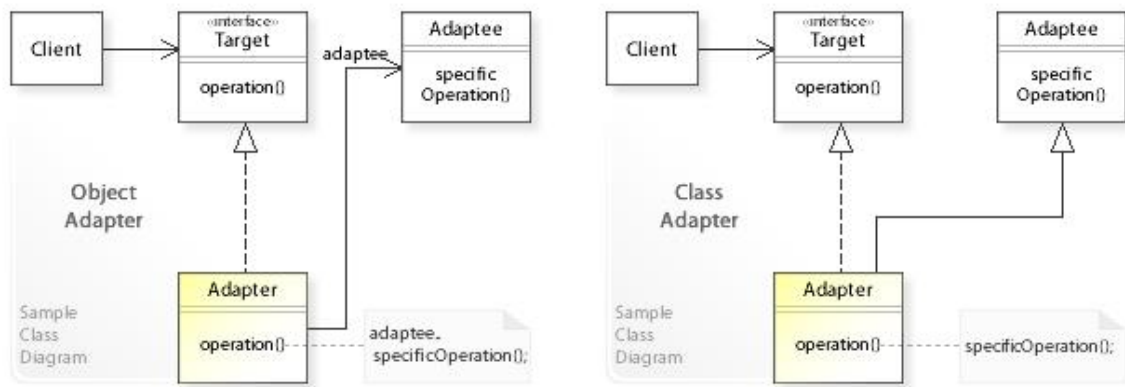 Client
«interface»
Target
operation()
adaptee
Adaptee
specific
Operation()
Object
Adapter
Adapter
operation()
adaptee.
specificOperation();
Sample
Class
Diagram
Client
«interface»
Target
operation()
Adaptee
specific
Operation()
Class
Adapter
Adapter
operation()
specificOperation();
Sample
Class
Diagram